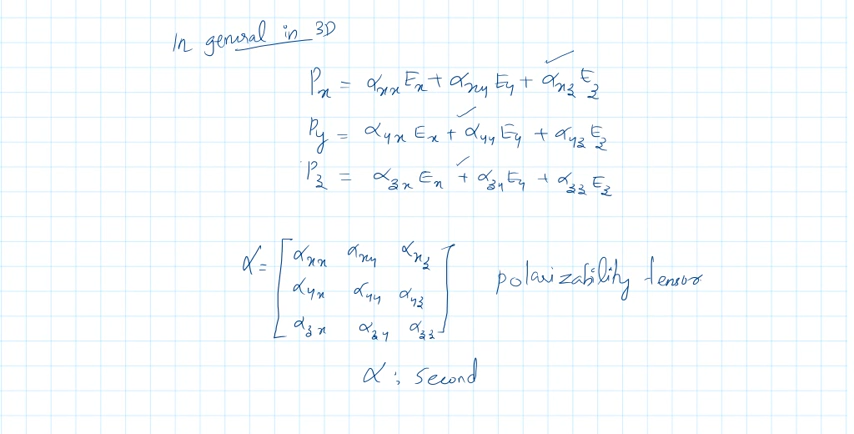 In general in 3D
Px = αxx Ex + αxy Ey + αxz Ez
Py = αyx Ex + αyy Ey + αyz Ez
Pz = αzx Ex + αzy Ey + αzz Ez
α = [ αxx αxy αxz
αyx αyy αyz polarizability tensor
αzx αzy αzz ]
α : second